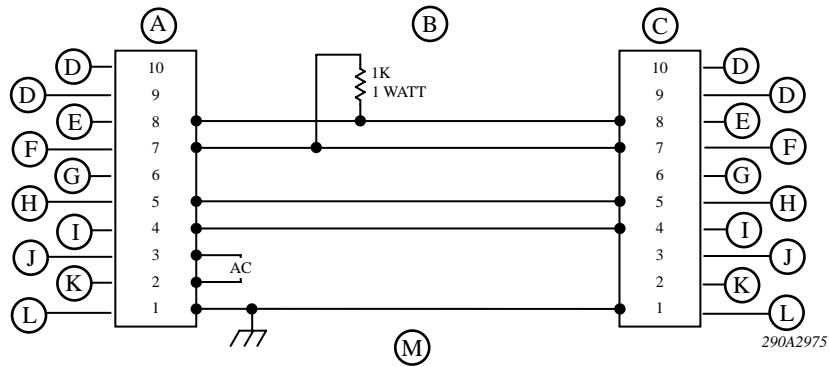 A B C
D 10 10 D
1K
1 WATT
D 9 9 D
E 8 8 E
F 7 7 F
G 6 6 G
H 5 5 H
I 4 4 I
J 3 3 J
AC
K 2 2 K
L 1 1 L
290A2975
M